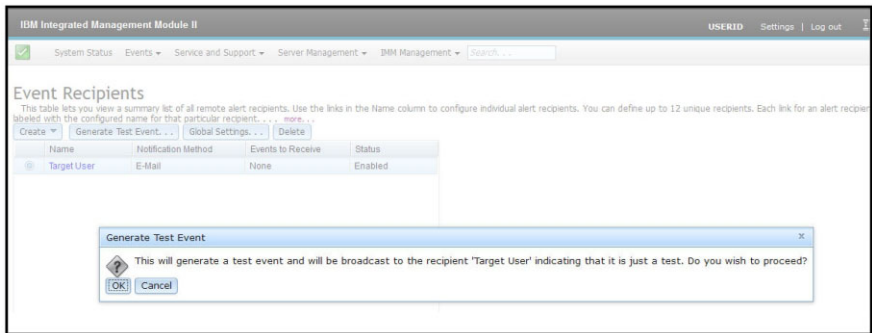 IBM Integrated Management Module II
USERID Settings | Log out
System Status Events Service and Support Server Management IMM Management Search. . .
Event Recipients
This table lets you view a summary list of all remote alert recipients. Use the links in the Name column to configure individual alert recipients. You can define up to 12 unique recipients. Each link for an alert recipien
labeled with the configured name for that particular recipient. . . . more. . .
Create Generate Test Event. . . Global Settings. . . Delete
Name Notification Method Events to Receive Status
Target User E-Mail None Enabled
Generate Test Event x
This will generate a test event and will be broadcast to the recipient 'Target User' indicating that it is just a test. Do you wish to proceed?
OK Cancel